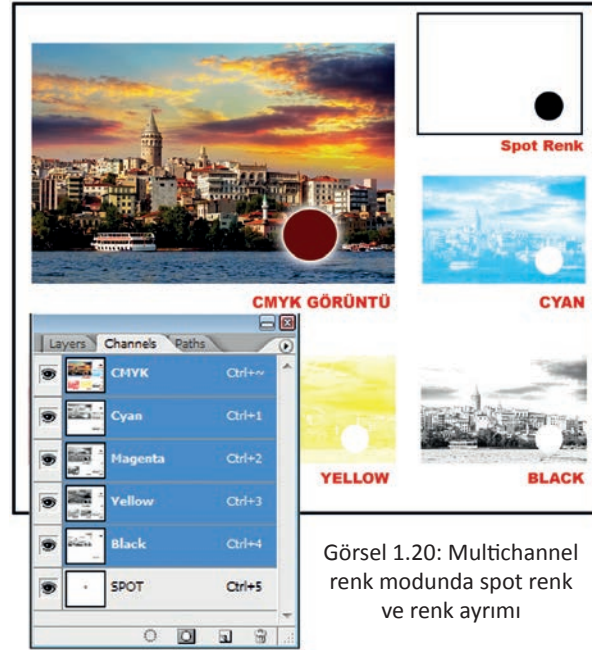 Spot Renk
CMYK GÖRÜNTÜ
CYAN
Layers Channels Paths
CMYK Ctrl+~
Cyan Ctrl+1
Magenta Ctrl+2
Yellow Ctrl+3
Black Ctrl+4
SPOT Ctrl+5
YELLOW
BLACK
Görsel 1.20: Multichannel
renk modunda spot renk
ve renk ayrımı